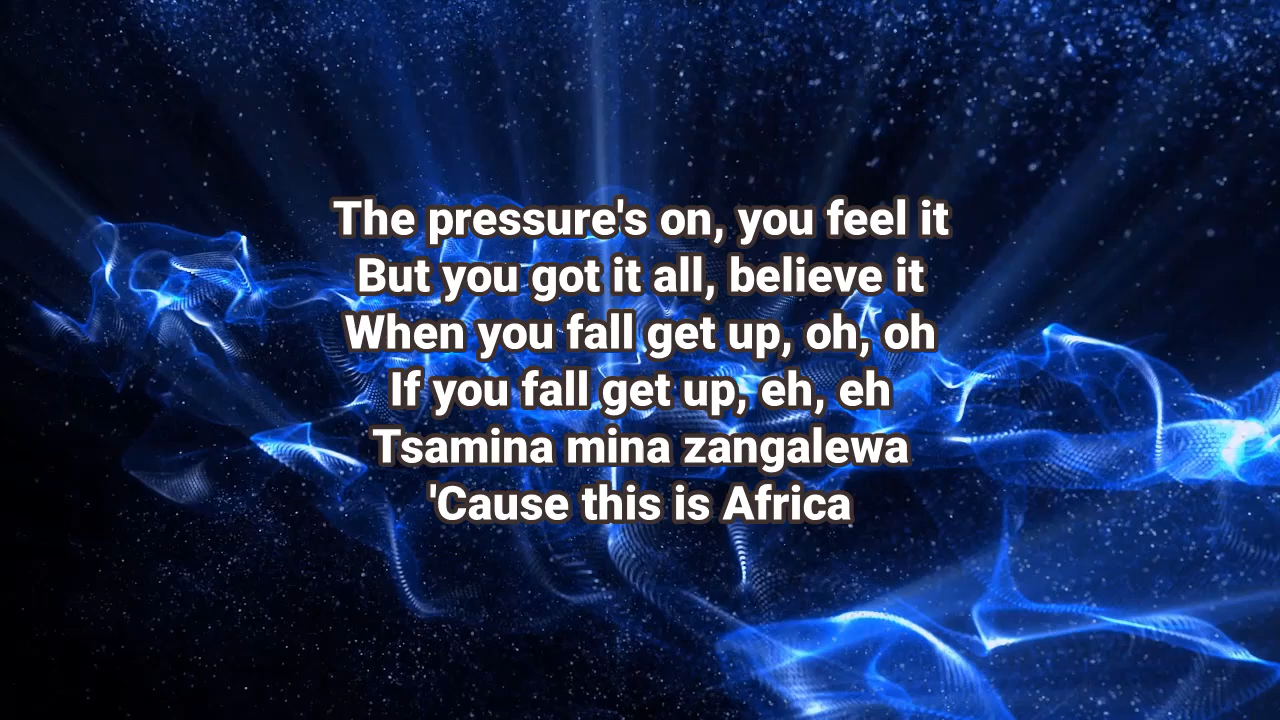 The pressure's on, you feel it
But you got it all, believe it
When you fall get up, oh, oh
If you fall get up, eh, eh
Tsamina mina zangalewa
'Cause this is Africa